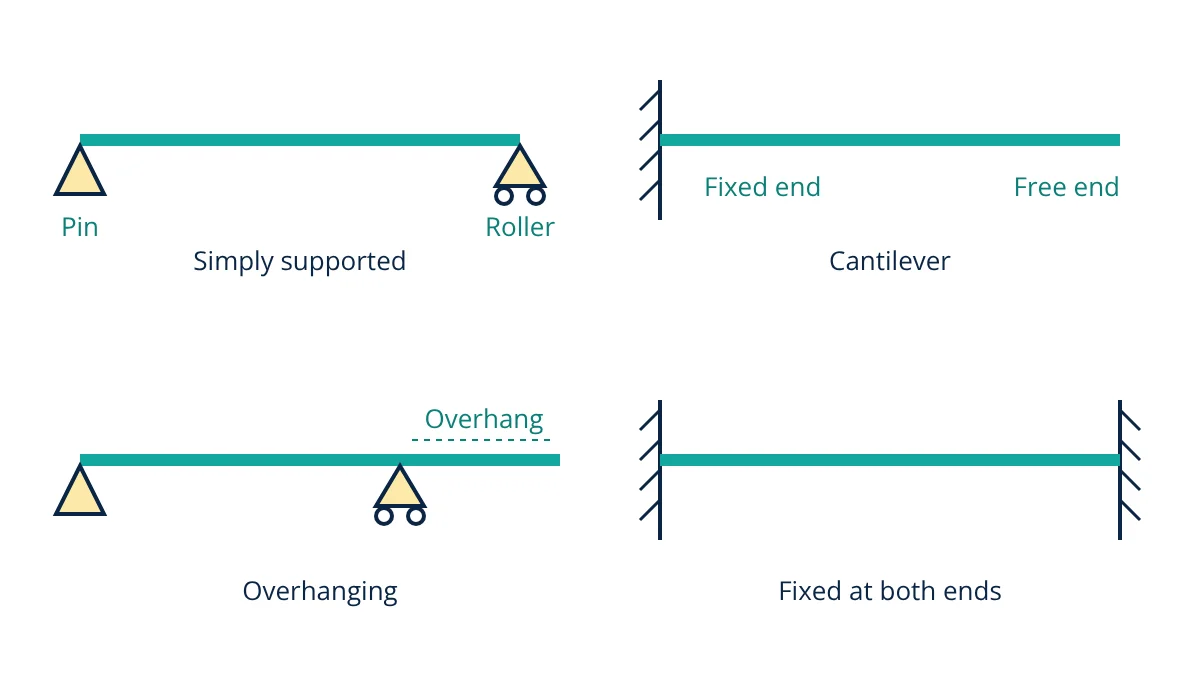 Pin
Roller
Simply supported
Fixed end
Free end
Cantilever
Overhang
Overhanging
Fixed at both ends